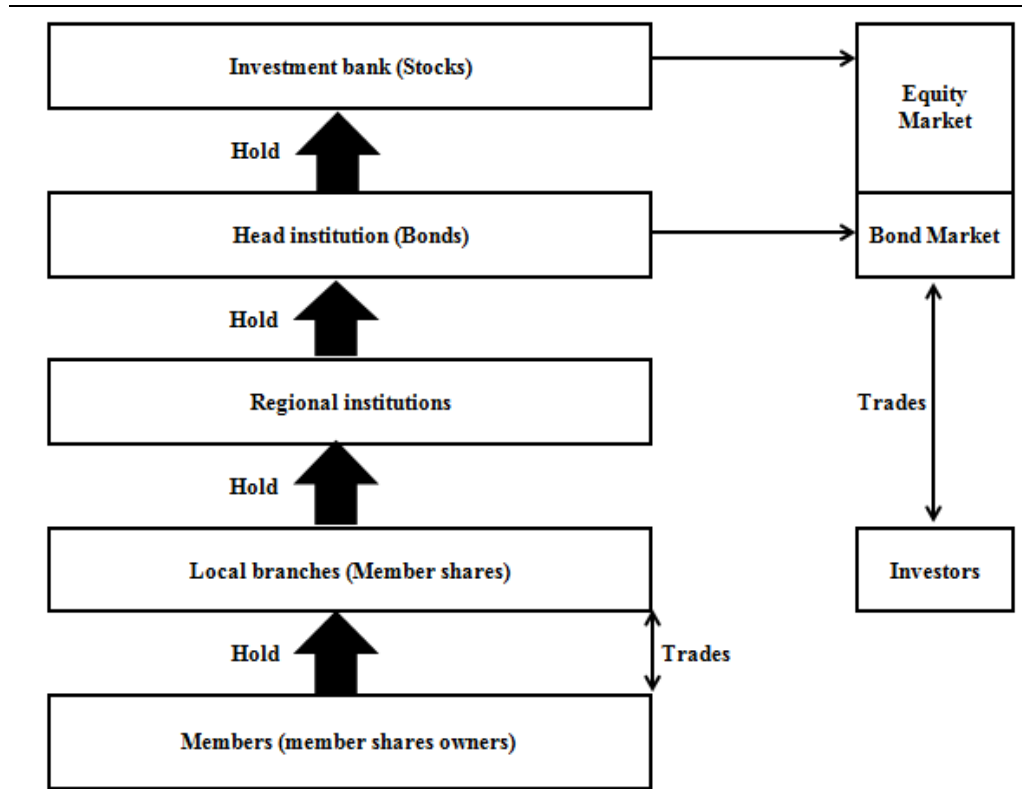 Investment bank (Stocks)
Equity
Market
Hold
Head institution (Bonds)
Bond Market
Hold
Regional institutions
Trades
Hold
Local branches (Member shares)
Investors
Hold
Trades
Members (member shares owners)